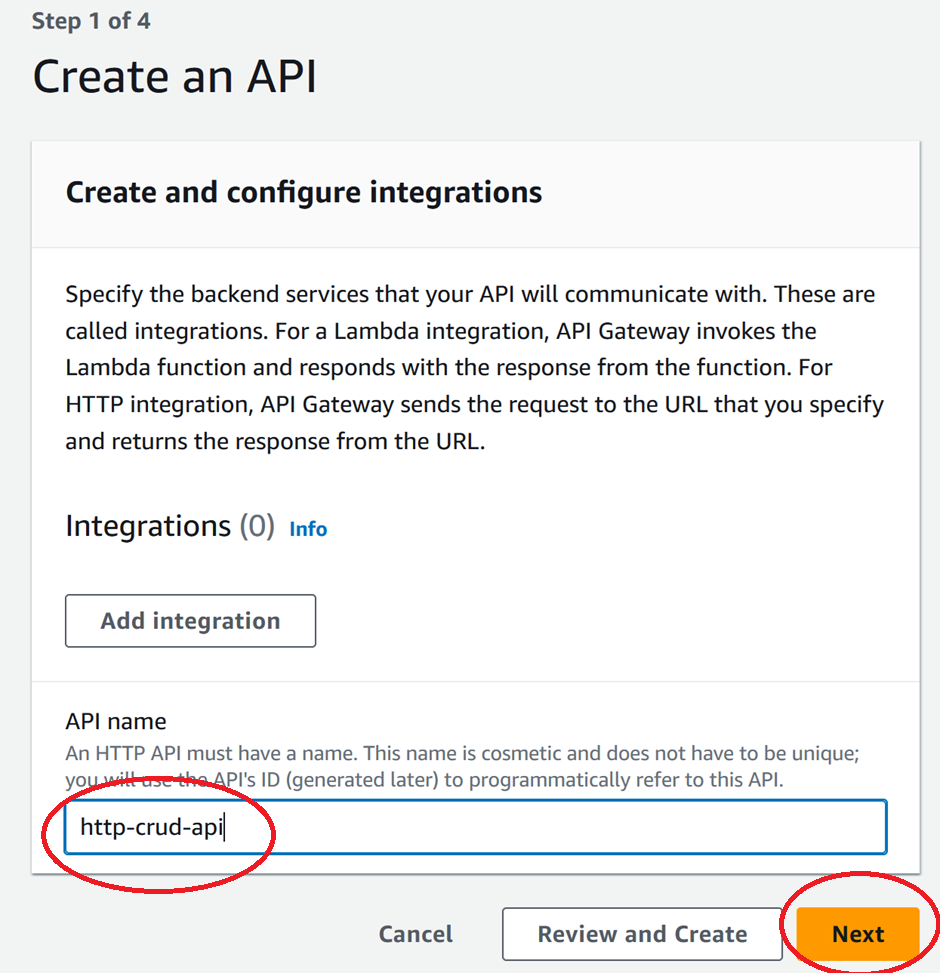 Step 1 of 4
Create an API
Create and configure integrations
Specify the backend services that your API will communicate with. These are
called integrations. For a Lambda integration, API Gateway invokes the
Lambda function and responds with the response from the function. For
HTTP integration, API Gateway sends the request to the URL that you specify
and returns the response from the URL.
Integrations (0) Info
Add integration
API name
An HTTP API must have a name. This name is cosmetic and does not have to be unique;
you will use the API's ID (generated later) to programmatically refer to this API.
http-crud-api
Cancel Review and Create Next